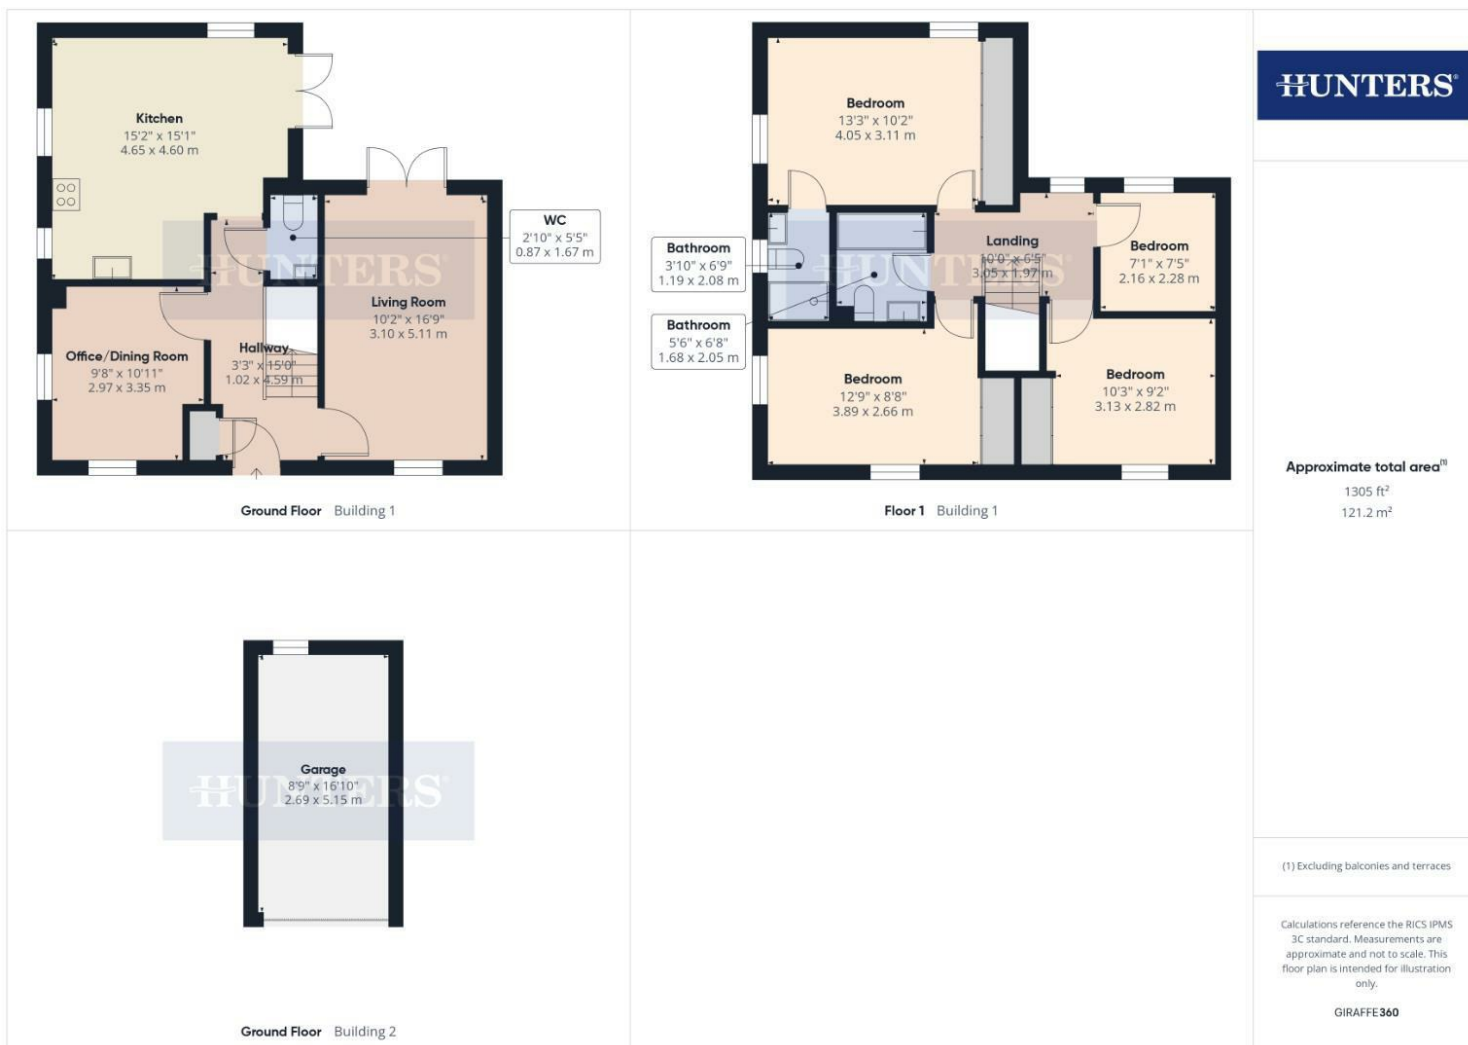 Kitchen
15'2" x 15'1"
4.65 x 4.60 m
WC
2'10" x 5'5"
0.87 x 1.67 m
HUNTERS®
Living Room
10'2" x 16'9"
3.10 x 5.11 m
Hallway
3'3" x 15'0"
1.02 x 4.59 m
Office/Dining Room
9'8" x 10'11"
2.97 x 3.35 m
Ground Floor Building 1
Bedroom
13'3" x 10'2"
4.05 x 3.11 m
Bathroom
3'10" x 6'9"
1.19 x 2.08 m
Landing
10'0" x 6'5"
3.05 x 1.97 m
Bedroom
7'1" x 7'5"
2.16 x 2.28 m
HUNTERS®
Bathroom
5'6" x 6'8"
1.68 x 2.05 m
Bedroom
12'9" x 8'8"
3.89 x 2.66 m
Bedroom
10'3" x 9'2"
3.13 x 2.82 m
Floor 1 Building 1
Garage
8'9" x 16'10"
2.69 x 5.15 m
HUNTERS®
Ground Floor Building 2
HUNTERS®
Approximate total area(1)
1305 ft²
121.2 m²
(1) Excluding balconies and terraces
Calculations reference the RICS IPMS
3C standard. Measurements are
approximate and not to scale. This
floor plan is intended for illustration
only.
GIRAFFE360